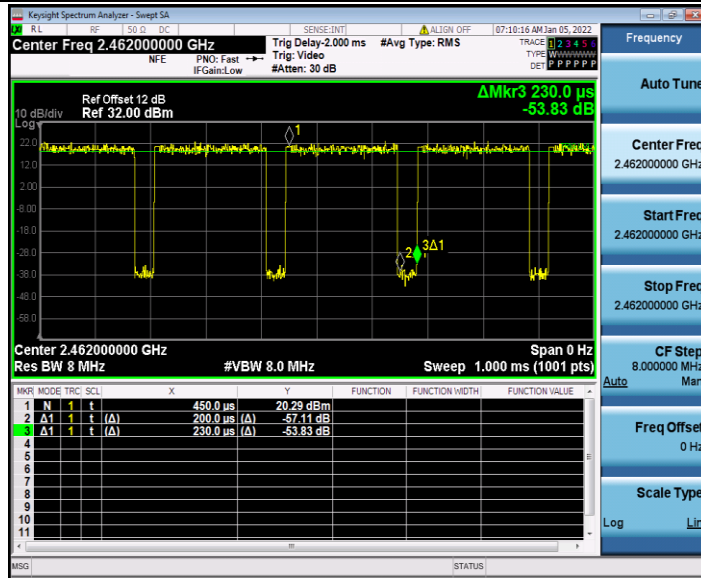 Keysight Spectrum Analyzer - Swept SA
RL RF 50 Ω DC SENSE:INT ALIGN OFF 07:10:16 AM Jan 05, 2022
Center Freq 2.462000000 GHz
NFE
PNO: Fast
IFGain:Low
Trig Delay-2.000 ms
Trig: Video
#Atten: 30 dB
#Avg Type: RMS
TRACE 1 2 3 4 5 6
TYPE WWWWWW
DET P P P P P P
ΔMkr3 230.0 µs
-53.83 dB
Ref Offset 12 dB
10 dB/div Ref 32.00 dBm
Log
22.0
12.0
2.00
-8.00
-18.0
-28.0
-38.0
-48.0
-58.0
1
2
3Δ1
Center 2.462000000 GHz Span 0 Hz
Res BW 8 MHz #VBW 8.0 MHz Sweep 1.000 ms (1001 pts)
MKR MODE TRC SCL X Y FUNCTION FUNCTION WIDTH FUNCTION VALUE
1 N 1 t 450.0 µs 20.29 dBm
2 Δ1 1 t (Δ) 200.0 µs (Δ) -57.11 dB
3 Δ1 1 t (Δ) 230.0 µs (Δ) -53.83 dB
4
5
6
7
8
9
10
11
MSG STATUS
Frequency
Auto Tune
Center Freq
2.462000000 GHz
Start Freq
2.462000000 GHz
Stop Freq
2.462000000 GHz
CF Step
8.000000 MHz
Auto Man
Freq Offset
0 Hz
Scale Type
Log Lin